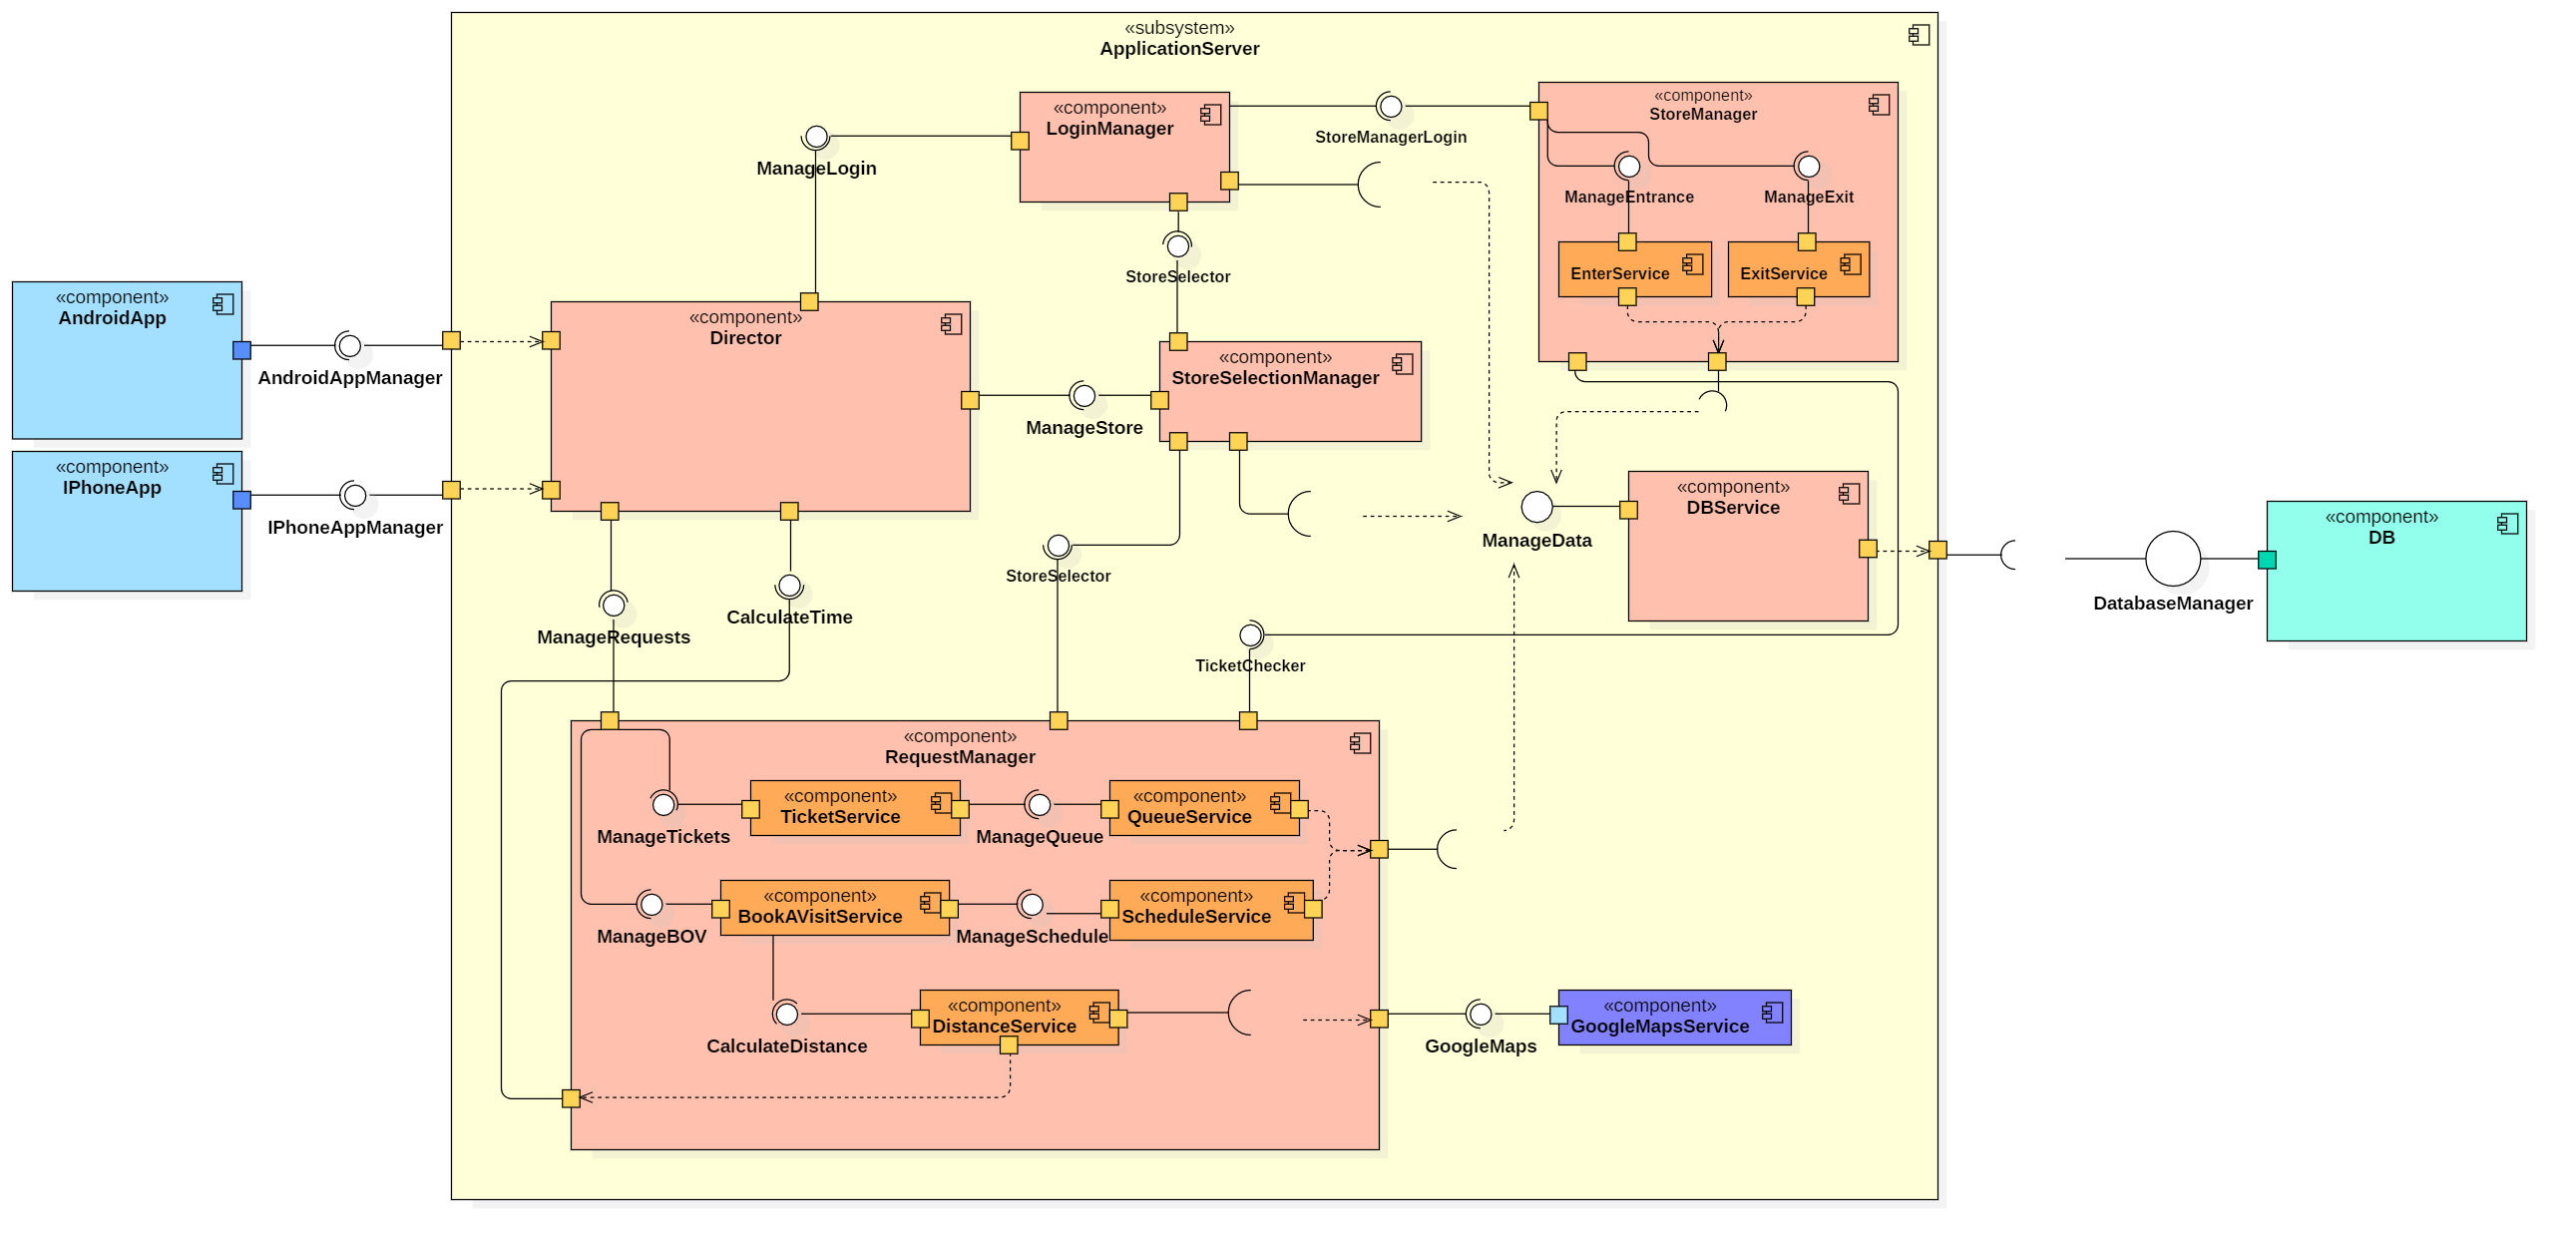 «subsystem»
ApplicationServer
«component»
LoginManager
StoreManagerLogin
«component»
StoreManager
ManageLogin
ManageEntrance
ManageExit
EnterService
ExitService
StoreSelector
«component»
AndroidApp
AndroidAppManager
«component»
Director
«component»
StoreSelectionManager
ManageStore
«component»
IPhoneApp
IPhoneAppManager
ManageData
«component»
DBService
«component»
DB
DatabaseManager
StoreSelector
ManageRequests
CalculateTime
TicketChecker
«component»
RequestManager
ManageTickets
«component»
TicketService
ManageQueue
«component»
QueueService
ManageBOV
«component»
BookAVisitService
ManageSchedule
«component»
ScheduleService
CalculateDistance
«component»
DistanceService
GoogleMaps
«component»
GoogleMapsService